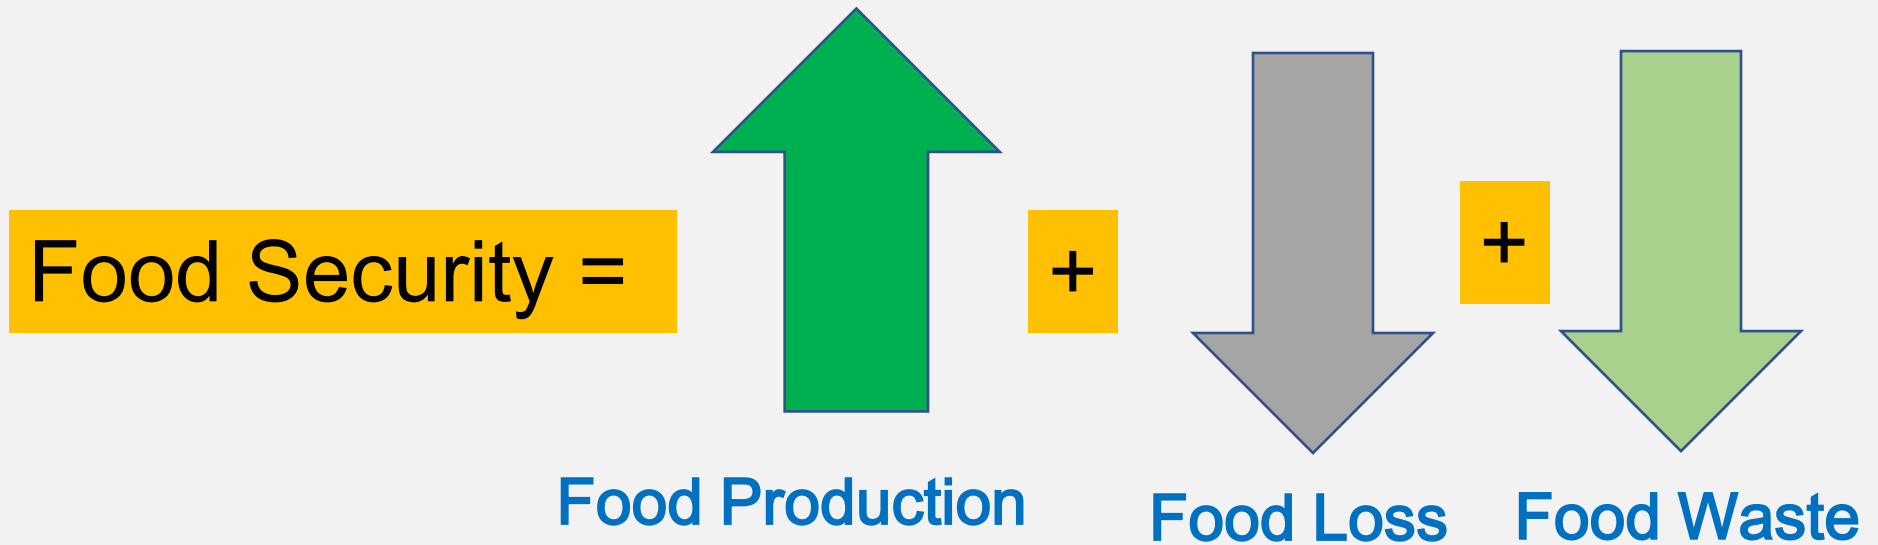 Food Security =
+
+
Food Production
Food Loss
Food Waste